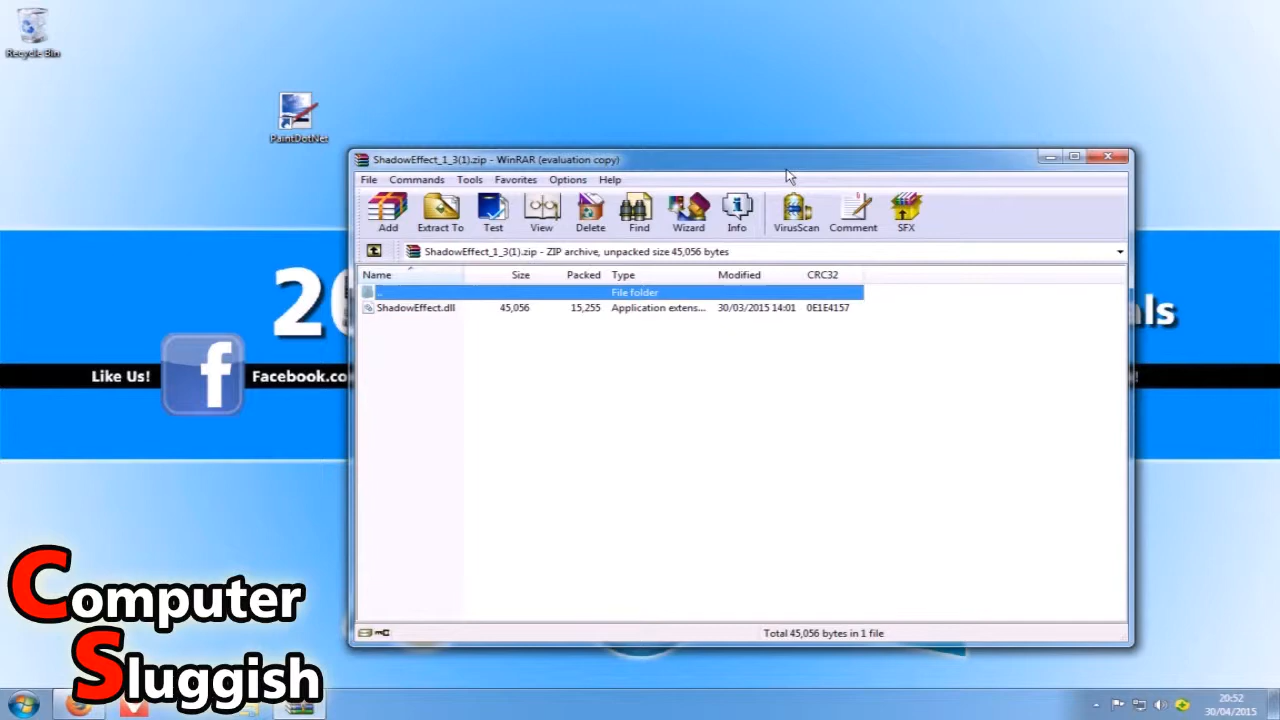 Recycle Bin
PaintDotNet
ShadowEffect_1_3(1).zip - WinRAR (evaluation copy)
File Commands Tools Favorites Options Help
Add Extract To Test View Delete Find Wizard Info VirusScan Comment SFX
ShadowEffect_1_3(1).zip - ZIP archive, unpacked size 45,056 bytes
Name Size Packed Type Modified CRC32
.. File folder
ShadowEffect.dll 45,056 15,255 Application extens... 30/03/2015 14:01 0E1E4157
Total 45,056 bytes in 1 file
als
Like Us! Facebook.co
Computer
Sluggish
20:52
30/04/2015